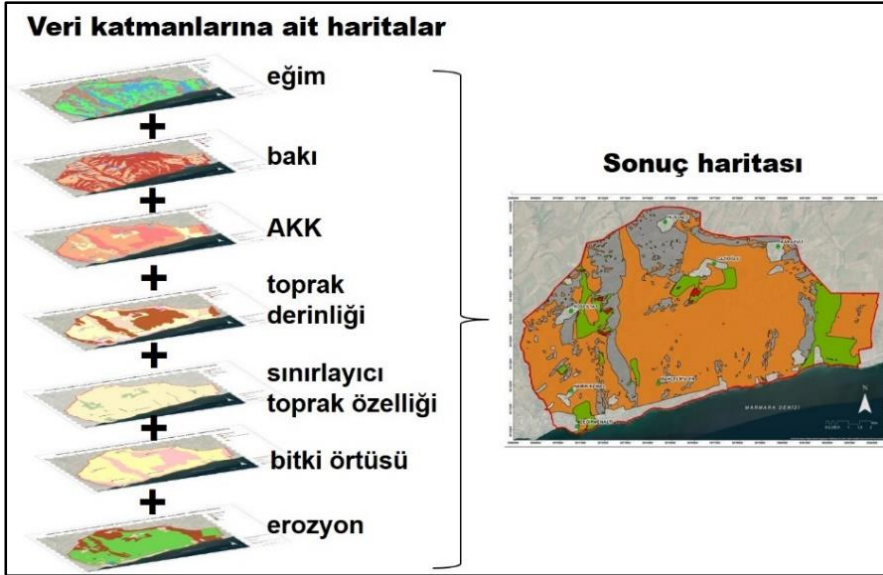 Veri katmanlarına ait haritalar
eğim
+
bakı
+
AKK
+
toprak
derinliği
+
sınırlayıcı
toprak özelliği
+
bitki örtüsü
+
erozyon
Sonuç haritası
N
MARMARA DENİZİ